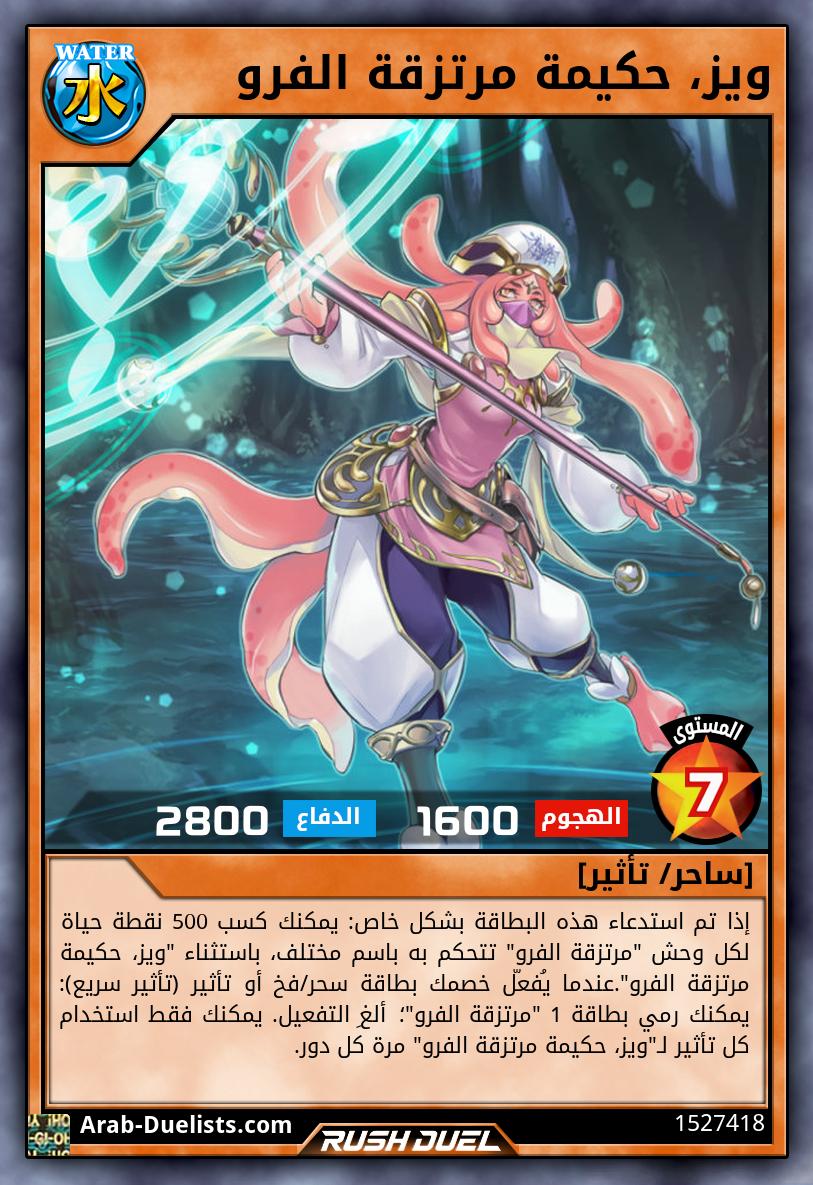 WATER
水
ويز، حكيمة مرتزقة الفرو
المستوى
7
الهجوم 1600 الدفاع 2800
[ساحر/ تأثير]
إذا تم استدعاء هذه البطاقة بشكل خاص: يمكنك كسب 500 نقطة حياة
لكل وحش "مرتزقة الفرو" تتحكم به باسم مختلف، باستثناء "ويز، حكيمة
مرتزقة الفرو".عندما يُفعّل خصمك بطاقة سحر/فخ أو تأثير (تأثير سريع):
يمكنك رمي بطاقة 1 "مرتزقة الفرو"؛ ألغِ التفعيل. يمكنك فقط استخدام
كل تأثير لـ"ويز، حكيمة مرتزقة الفرو" مرة كل دور.
Arab-Duelists.com
RUSH DUEL
1527418